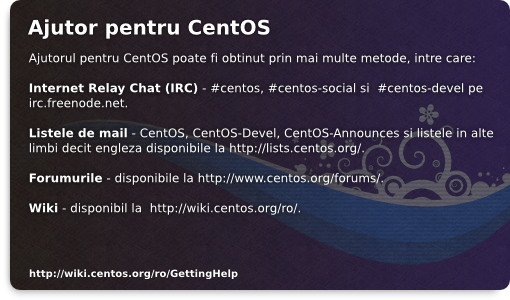 Ajutor pentru CentOS
Ajutorul pentru CentOS poate fi obtinut prin mai multe metode, intre care:
Internet Relay Chat (IRC) - #centos, #centos-social si  #centos-devel pe
irc.freenode.net.
Listele de mail - CentOS, CentOS-Devel, CentOS-Announces si listele in alte
limbi decit engleza disponibile la http://lists.centos.org/.
Forumurile - disponibile la http://www.centos.org/forums/.
Wiki - disponibil la  http://wiki.centos.org/ro/.
http://wiki.centos.org/ro/GettingHelp